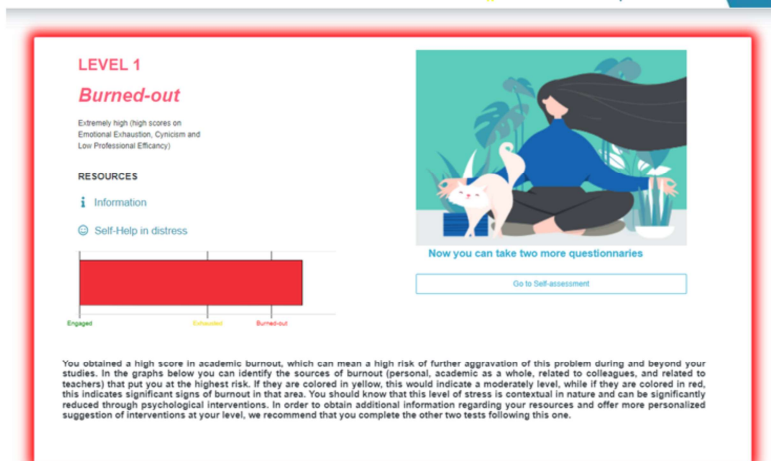 LEVEL 1
Burned-out
Extremely high (high scores on
Emotional Exhaustion, Cynicism and
Low Professional Efficancy)
RESOURCES
Information
Self-Help in distress
Engaged
Exhausted
Burned-out
Now you can take two more questionnaries
Go to Self-assessment
You obtained a high score in academic burnout, which can mean a high risk of further aggravation of this problem during and beyond your
studies. In the graphs below you can identify the sources of burnout (personal, academic as a whole, related to colleagues, and related to
teachers) that put you at the highest risk. If they are colored in yellow, this would indicate a moderately level, while if they are colored in red,
this indicates significant signs of burnout in that area. You should know that this level of stress is contextual in nature and can be significantly
reduced through psychological interventions. In order to obtain additional information regarding your resources and offer more personalized
suggestion of interventions at your level, we recommend that you complete the other two tests following this one.